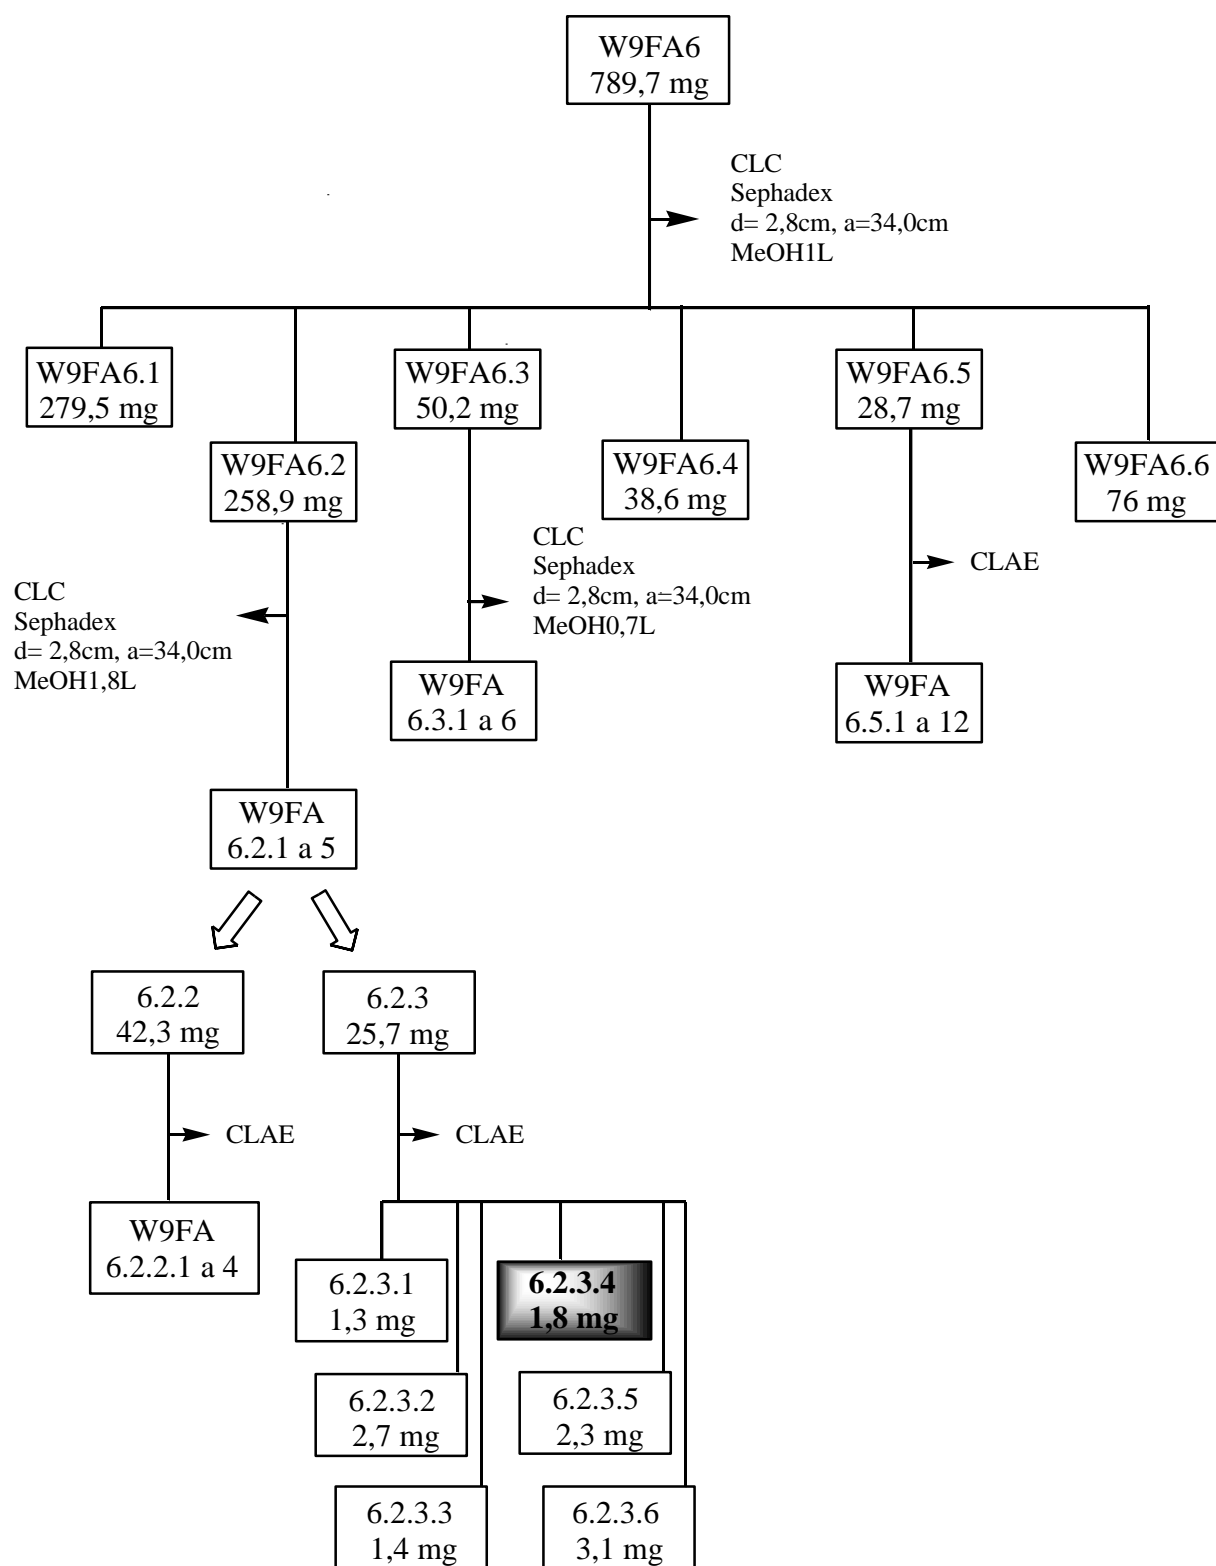 W9FA6
789,7 mg
CLC
Sephadex
d= 2,8cm, a=34,0cm
MeOH1L
W9FA6.1
279,5 mg
W9FA6.2
258,9 mg
W9FA6.3
50,2 mg
W9FA6.4
38,6 mg
W9FA6.5
28,7 mg
W9FA6.6
76 mg
CLC
Sephadex
d= 2,8cm, a=34,0cm
MeOH1,8L
CLC
Sephadex
d= 2,8cm, a=34,0cm
MeOH0,7L
CLAE
W9FA
6.3.1 a 6
W9FA
6.5.1 a 12
W9FA
6.2.1 a 5
6.2.2
42,3 mg
6.2.3
25,7 mg
CLAE
CLAE
W9FA
6.2.2.1 a 4
6.2.3.1
1,3 mg
6.2.3.4
1,8 mg
6.2.3.2
2,7 mg
6.2.3.5
2,3 mg
6.2.3.3
1,4 mg
6.2.3.6
3,1 mg